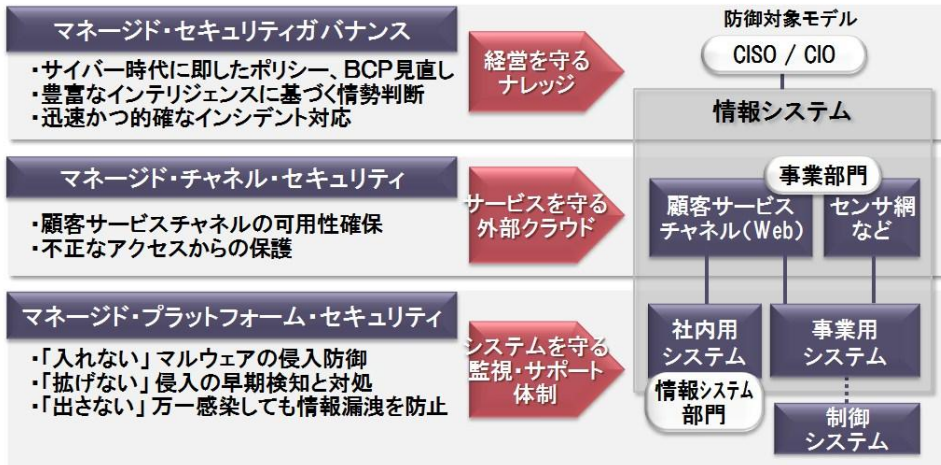 マネージド・セキュリティガバナンス
・サイバー時代に即したポリシー、BCP見直し
・豊富なインテリジェンスに基づく情勢判断
・迅速かつ的確なインシデント対応
経営を守る
ナレッジ
防御対象モデル
CISO / CIO
情報システム
マネージド・チャネル・セキュリティ
・顧客サービスチャネルの可用性確保
・不正なアクセスからの保護
サービスを守る
外部クラウド
事業部門
顧客サービス
チャネル(Web)
センサ網
など
マネージド・プラットフォーム・セキュリティ
・「入れない」マルウェアの侵入防御
・「拡げない」侵入の早期検知と対処
・「出さない」万一感染しても情報漏洩を防止
システムを守る
監視・サポート
体制
社内用
システム
情報システム
部門
事業用
システム
制御
システム